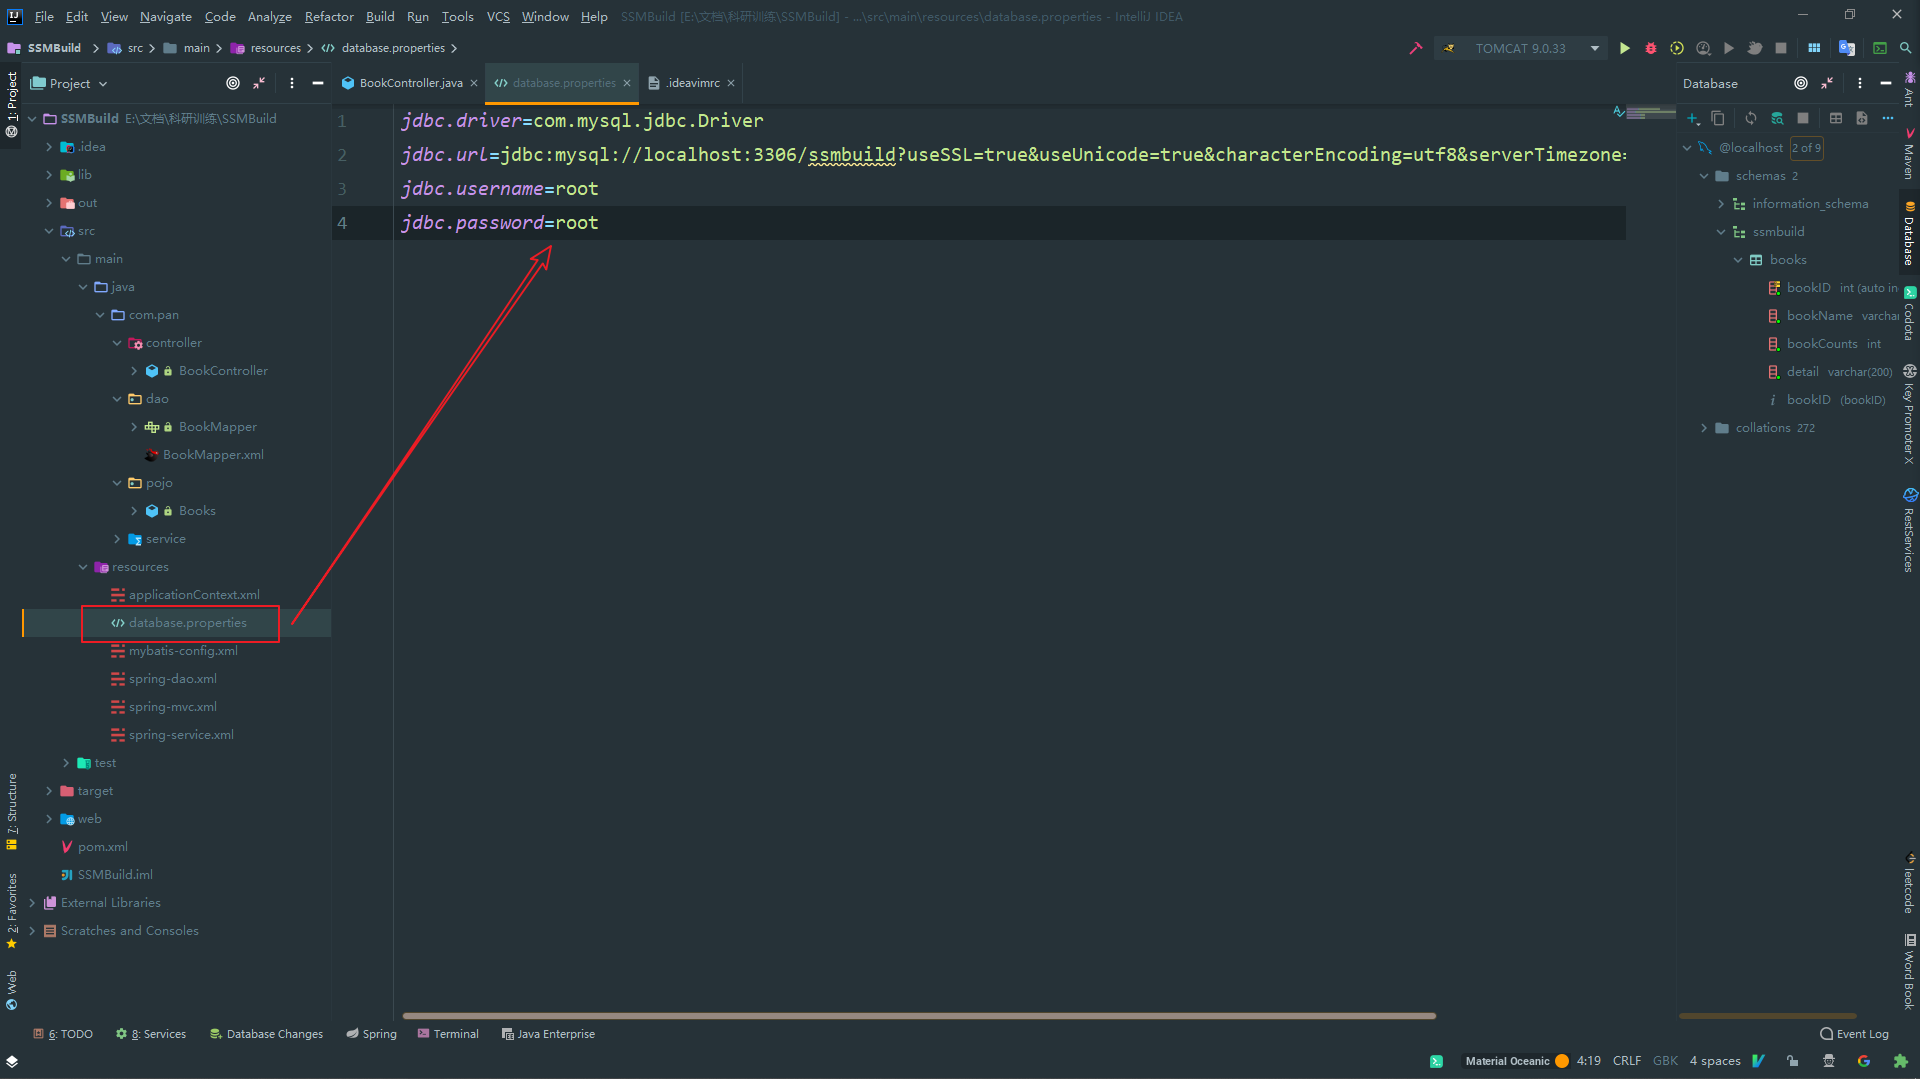 File Edit View Navigate Code Analyze Refactor Build Run Tools VCS Window Help SSMBuild [E:\文档\科研训练\SSMBuild] - ...\src\main\resources\database.properties - IntelliJ IDEA
SSMBuild src main resources database.properties
TOMCAT 9.0.33
Project
BookController.java
database.properties
.ideavimrc
Database
1: Project
7: Structure
2: Favorites
Web
SSMBuild E:\文档\科研训练\SSMBuild
.idea
lib
out
src
main
java
com.pan
controller
BookController
dao
BookMapper
BookMapper.xml
pojo
Books
service
resources
applicationContext.xml
database.properties
mybatis-config.xml
spring-dao.xml
spring-mvc.xml
spring-service.xml
test
target
web
pom.xml
SSMBuild.iml
External Libraries
Scratches and Consoles
1 jdbc.driver=com.mysql.jdbc.Driver
2 jdbc.url=jdbc:mysql://localhost:3306/ssmbuild?useSSL=true&useUnicode=true&characterEncoding=utf8&serverTimezone=
3 jdbc.username=root
4 jdbc.password=root
@localhost 2 of 9
schemas 2
information_schema
ssmbuild
books
bookID int (auto in
bookName varchar
bookCounts int
detail varchar(200)
bookID (bookID)
collations 272
Ant
Maven
Database
Codota
Key Promoter X
RestServices
leetcode
Word Book
6: TODO 8: Services Database Changes Spring Terminal Java Enterprise Event Log
Material Oceanic 4:19 CRLF GBK 4 spaces